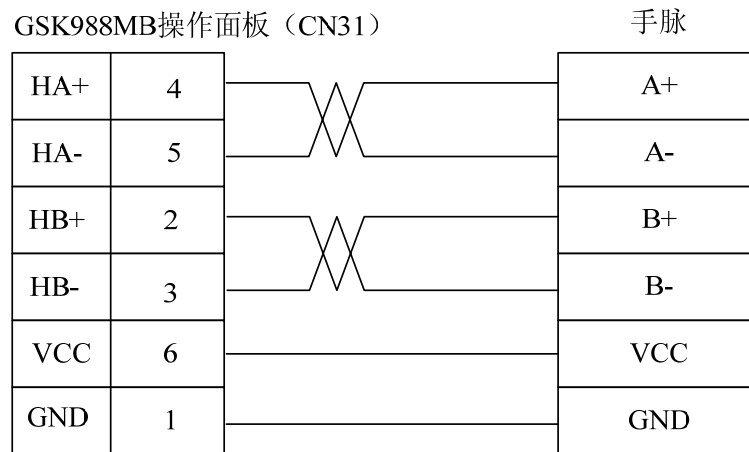 GSK988MB操作面板（CN31） 手脉
HA+ 4 A+
HA- 5 A-
HB+ 2 B+
HB- 3 B-
VCC 6 VCC
GND 1 GND